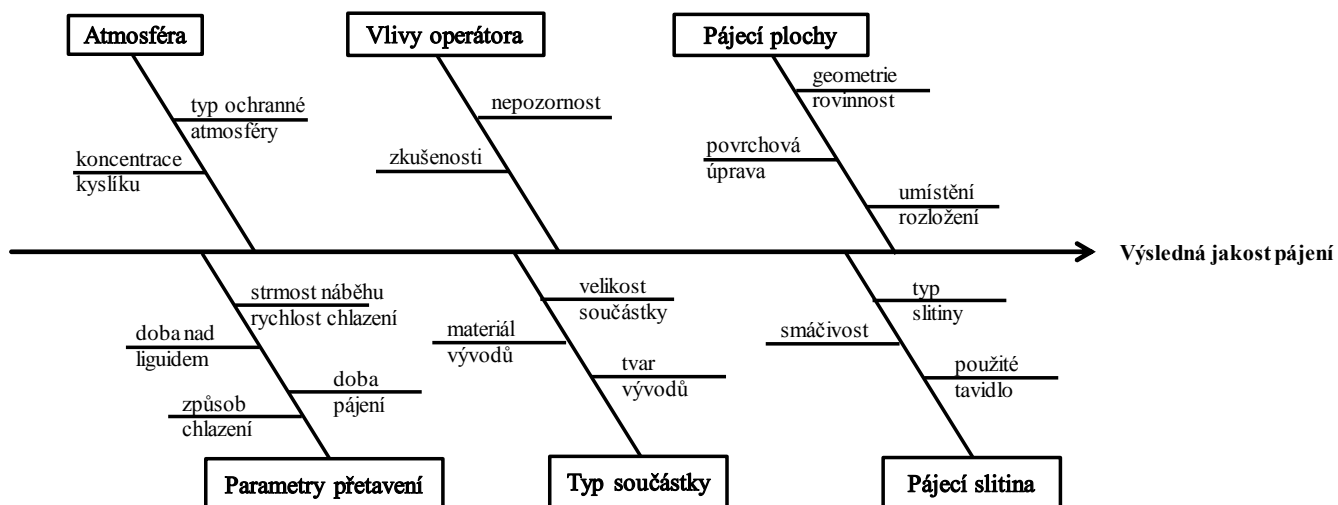 Atmosféra
typ ochranné
atmosféry
koncentrace
kyslíku
Vlivy operátora
nepozornost
zkušenosti
Pájecí plochy
geometrie
rovinnost
povrchová
úprava
umístění
rozložení
Výsledná jakost pájení
strmost náběhu
rychlost chlazení
doba nad
liguidem
doba
pájení
způsob
chlazení
Parametry přetavení
velikost
součástky
materiál
vývodů
tvar
vývodů
Typ součástky
typ
slitiny
smáčivost
použité
tavidlo
Pájecí slitina